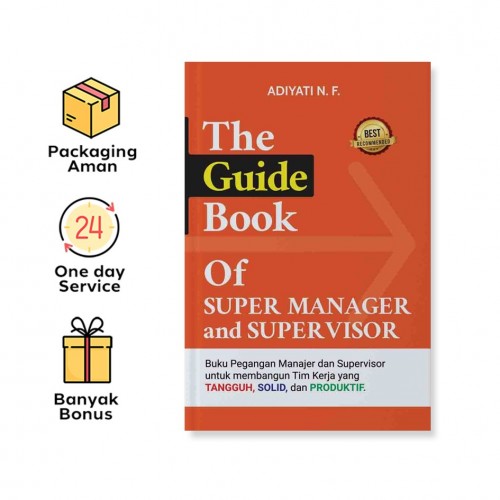 Packaging
Aman
24
One day
Service
Banyak
Bonus
ADIYATI N. F.
BEST
RECOMMENDED
The
Guide
Book
Of
SUPER MANAGER
and SUPERVISOR
Buku Pegangan Manajer dan Supervisor
untuk membangun Tim Kerja yang
TANGGUH, SOLID, dan PRODUKTIF.